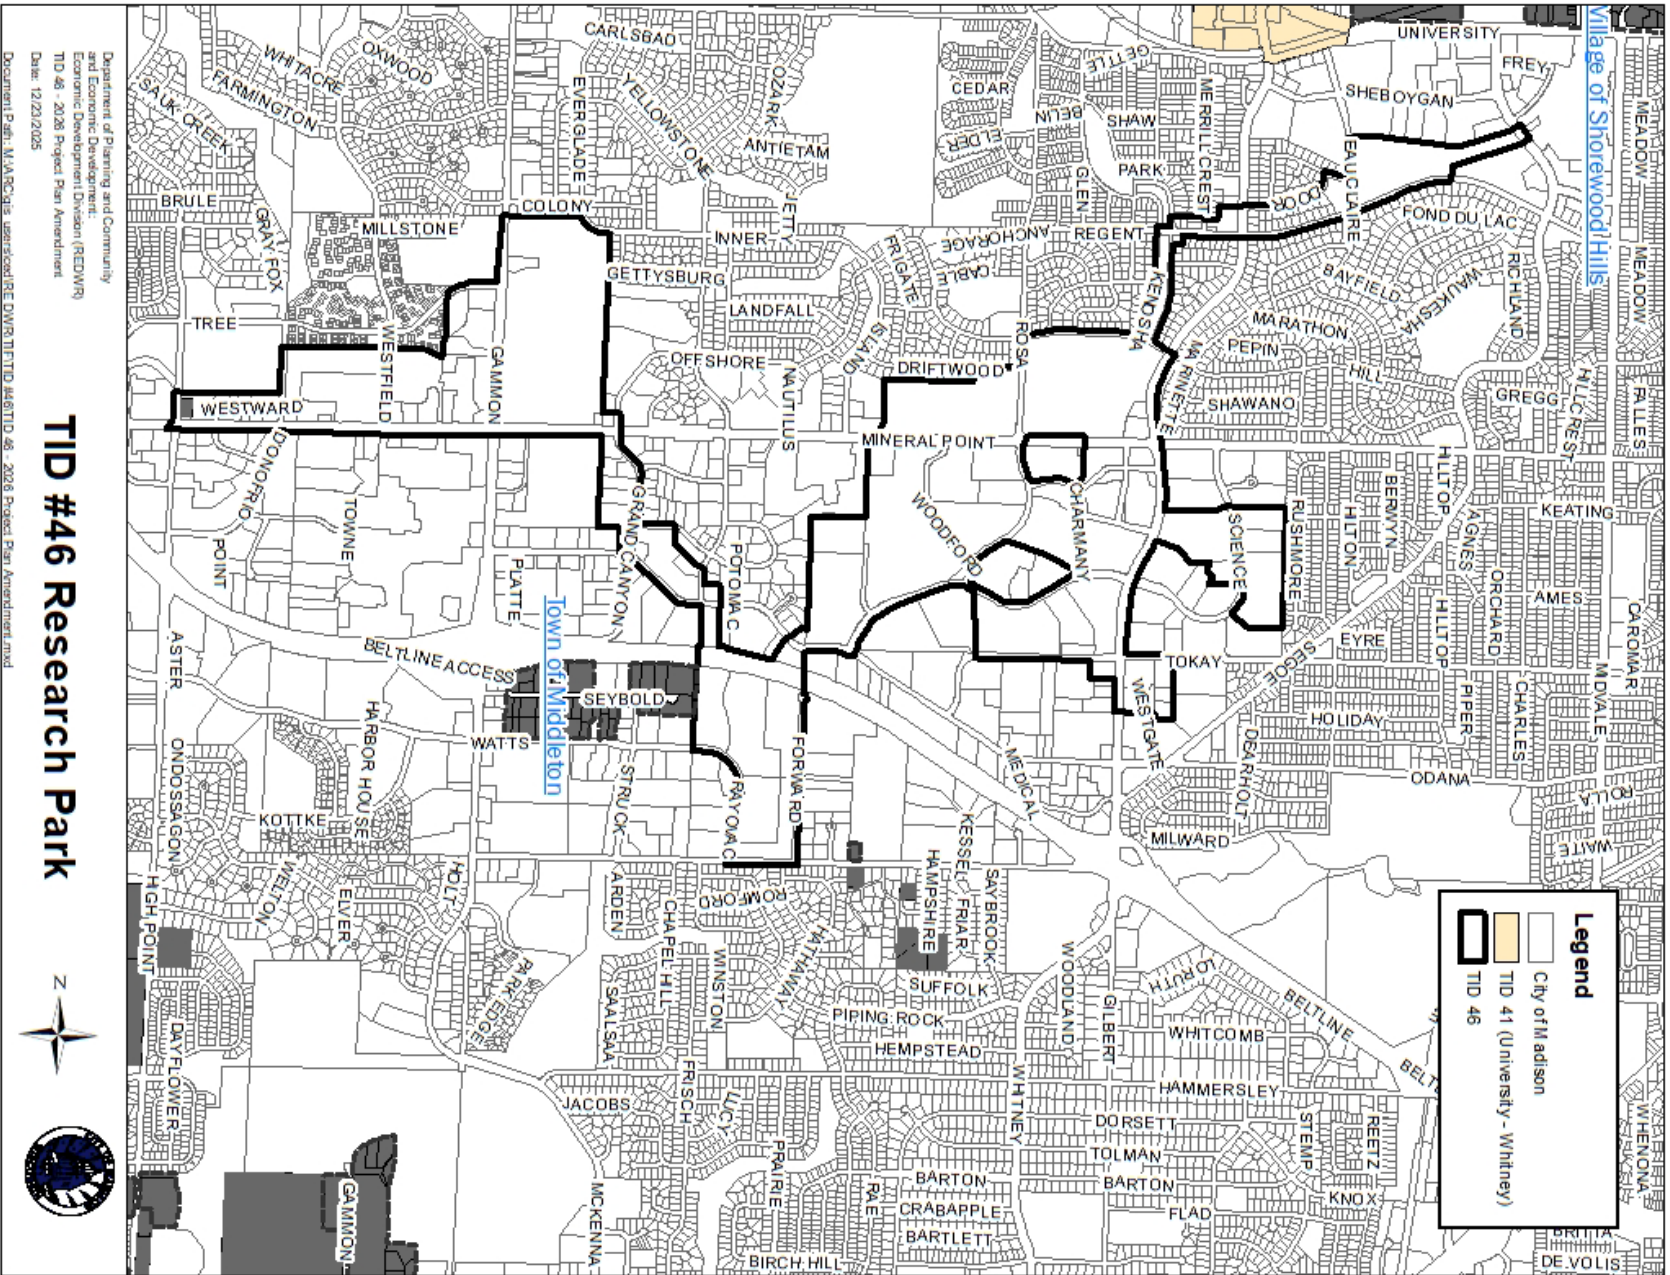 TID #46 Research Park
Department of Planning and Community
and Economic Development:
Economic Development Division (REDWR)
TID 46 - 2026 Project Plan Amendment
Date: 12/23/2025
Legend
City of Madison
TID 41 (University - Whitney)
TID 46
Village of Shorewood Hills
Town of Middleton
N
CARLSBAD
OXWOOD
WHITACRE
FARMINGTON
SAUK CREEK
EVERGLADE
YELLOWSTONE
OZARK
ANTIETAM
JETTY
CEDAR
ELDER
GETTLE
BELIN
SHAW
PARK
GLEN
MERRILL CREST
UNIVERSITY
FREY
SHEBOYGAN
MEADOW
EAU CLAIRE
DOOR
FOND DU LAC
BRULE
GRAY FOX
MILLSTONE
COLONY
INNER
GETTYSBURG
LANDFALL
FRIGATE
ANCHORAGE
CABLE
REGENT
KENOSHA
BAYFIELD
WAUKESHA
RICHLAND
MEADOW
TREE
WESTFIELD
GAMMON
OFFSHORE
ISLAND
NAUTILUS
DRIFTWOOD
ROSA
MARATHON
PEPIN
HILL
MARINETTE
SHAWANO
GREGG
HILLCREST
FALLES
WESTWARD
DONOFRIO
MINERAL POINT
TOWNE
POINT
PLATTE
GRAND CANYON
POTOMAC
WOODFORD
CHARMANY
SCIENCE
RUSHMORE
HILTON
BERWYN
HILLTOP
AGNES
KEATING
ORCHARD
AMES
HILLTOP
EYRE
SEGOE
CAROMAR
ASTER
BELTLINE ACCESS
SEYBOLD
TOKAY
WESTGATE
HOLIDAY
PIPER
CHARLES
MIDVALE
HARBOR HOUSE
WATTS
STRUCK
RAYOVAC
FORWARD
MEDICAL
DEARHOLT
ODANA
ROLLA
WAITE
ONDOSSAGON
KOTTKE
WELTON
ELVER
HOLT
ARDEN
CHAPEL HILL
ROMFORD
HATHAWAY
HAMPSHIRE
KESSEL
FRIAR
SAYBROOK
MILWARD
HIGH POINT
PARK EDGE
SAALSAA
WINSTON
SUFFOLK
PIPING ROCK
HEMPSTEAD
WOODLAND
GILBERT
LORUTH
BELTLINE
WHITCOMB
HAMMERSLEY
DAYFLOWER
JACOBS
FRISCH
LUCY
WHITNEY
DORSETT
TOLMAN
STEMP
REETZ
WHENONA
GAMMON
MCKENNA
PRAIRIE
RAE
BARTON
CRABAPPLE
BARTLETT
BIRCH HILL
BARTON
FLAD
KNOX
BRITTA
DE VOLIS